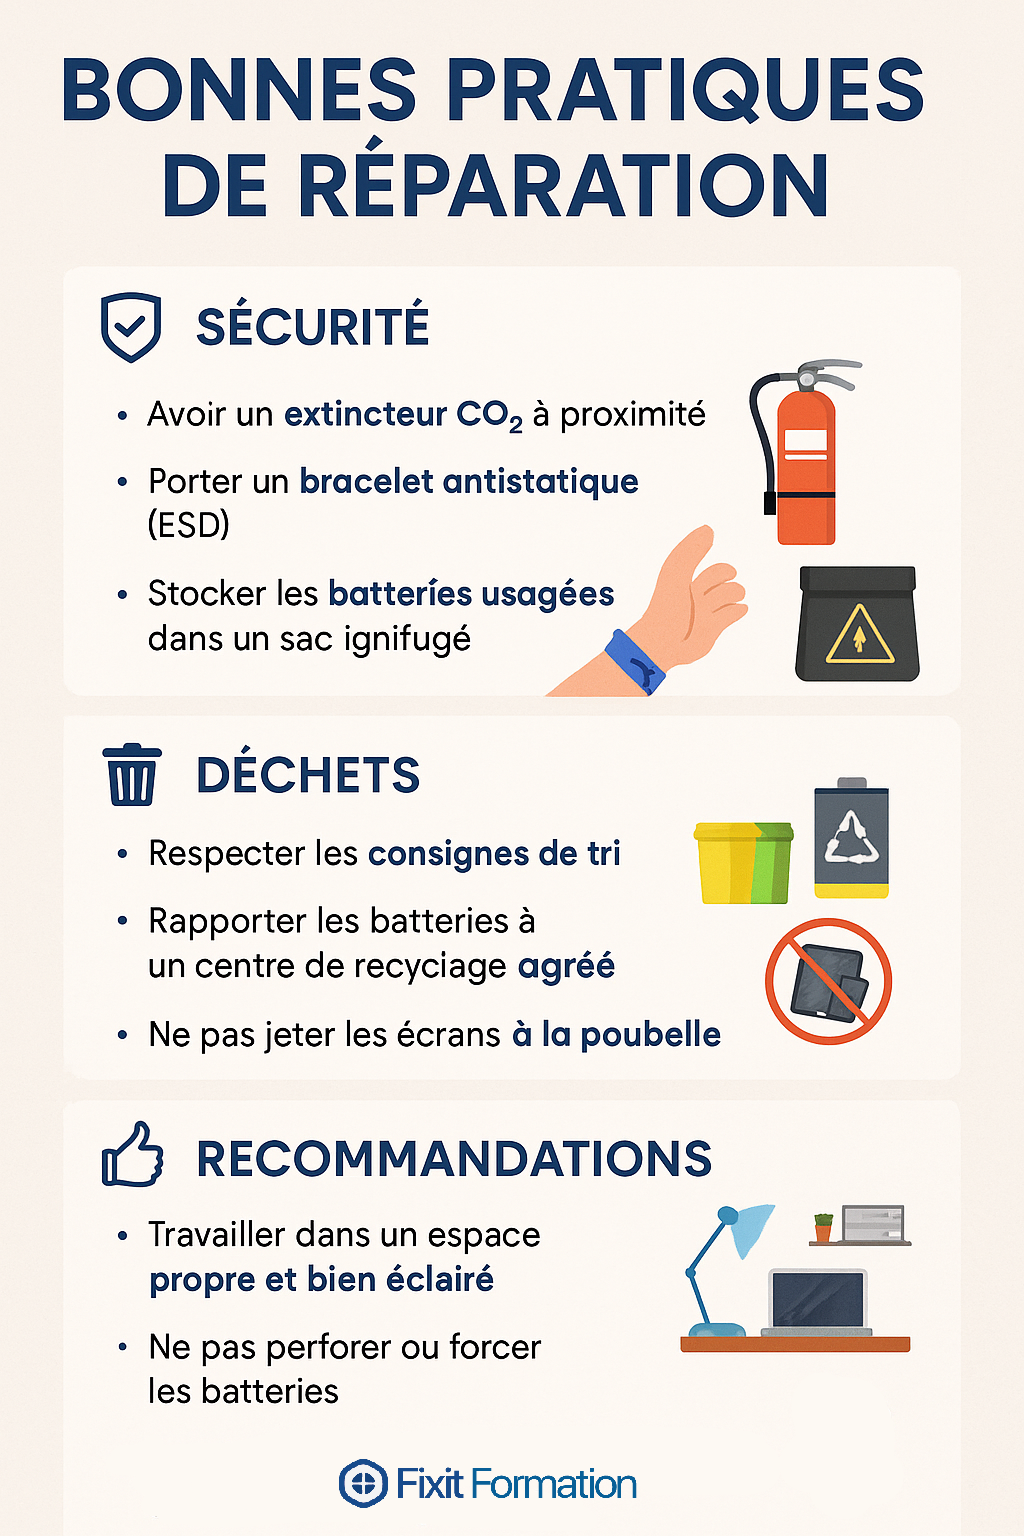 BONNES PRATIQUES
DE RÉPARATION
SÉCURITÉ
• Avoir un extincteur CO₂ à proximité
• Porter un bracelet antistatique
(ESD)
• Stocker les batteríes usagées
dans un sac ignifugé
DÉCHETS
• Respecter les consignes de tri
• Rapporter les batteries à
un centre de recyciage agréé
• Ne pas jeter les écrans à la poubelle
RECOMMANDATIONS
• Travailler dans un espace
propre et bien éclairé
• Ne pas perforer ou forcer
les batteries
Fixit Formation